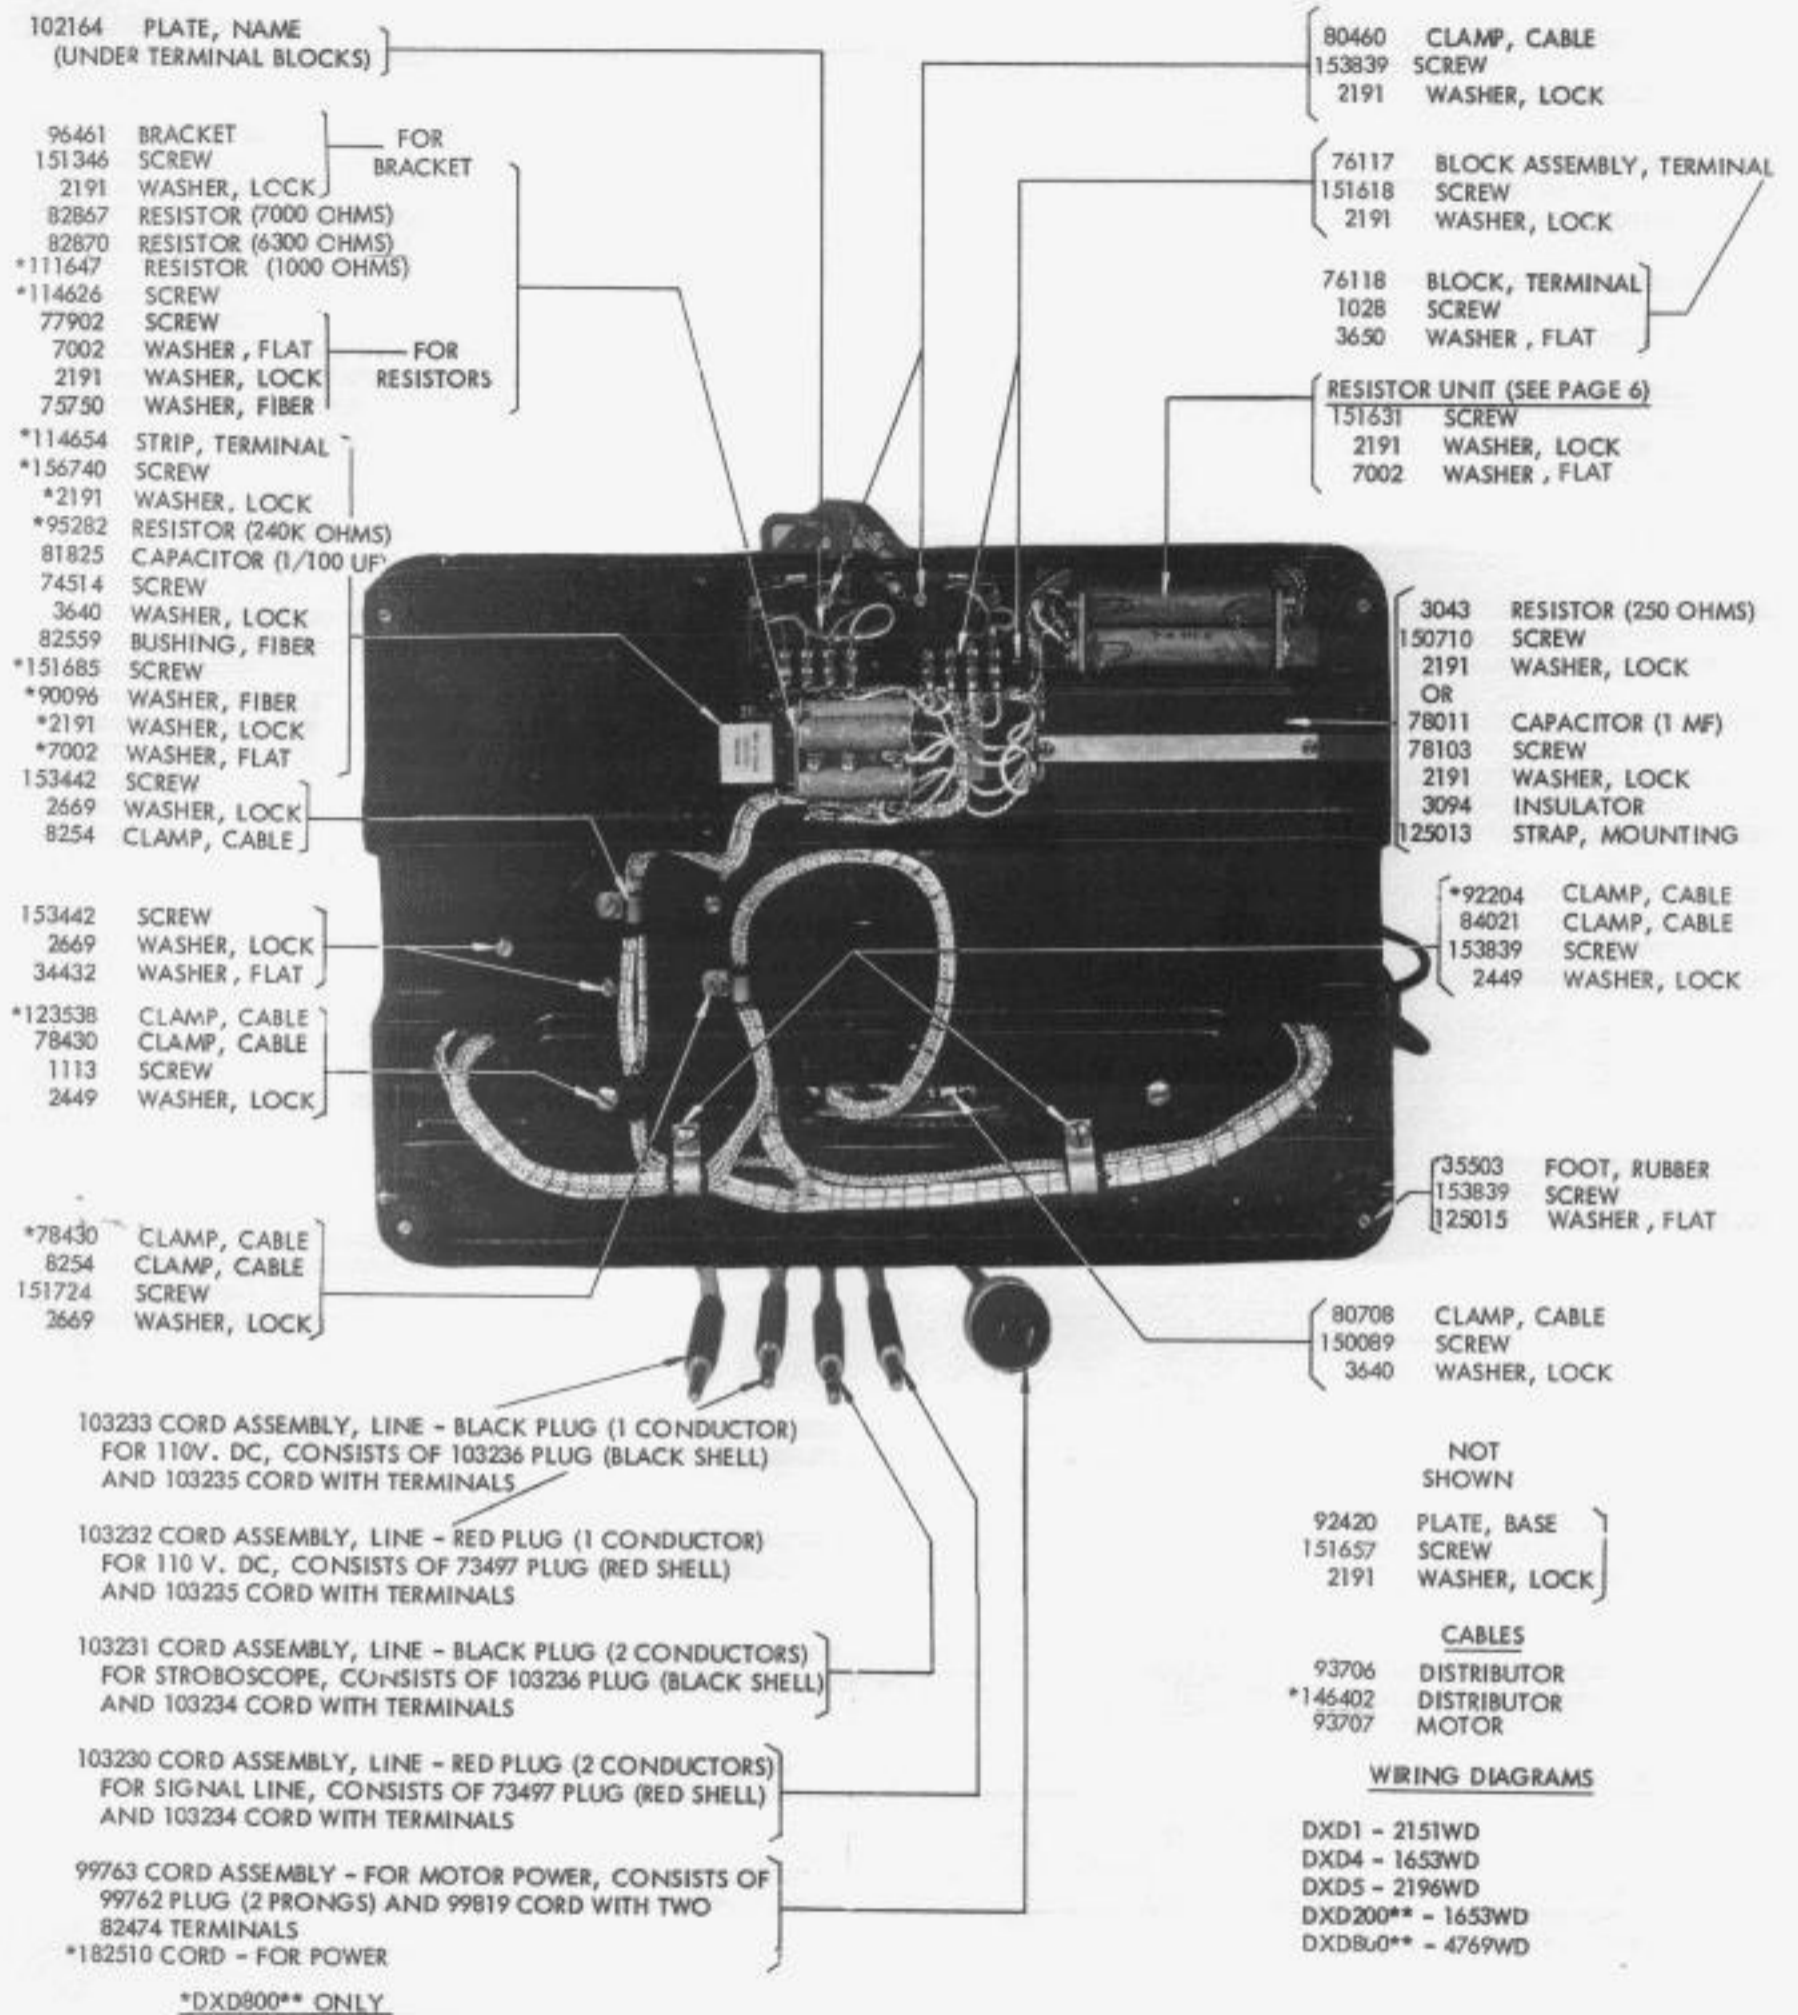 102164 PLATE, NAME
(UNDER TERMINAL BLOCKS)
96461 BRACKET
151346 SCREW
2191 WASHER, LOCK
FOR
BRACKET
82867 RESISTOR (7000 OHMS)
82870 RESISTOR (6300 OHMS)
*111647 RESISTOR (1000 OHMS)
*114626 SCREW
77902 SCREW
7002 WASHER, FLAT
2191 WASHER, LOCK
75750 WASHER, FIBER
FOR
RESISTORS
*114654 STRIP, TERMINAL
*156740 SCREW
*2191 WASHER, LOCK
*95282 RESISTOR (240K OHMS)
81825 CAPACITOR (1/100 UF)
74514 SCREW
3640 WASHER, LOCK
82559 BUSHING, FIBER
*151685 SCREW
*90096 WASHER, FIBER
*2191 WASHER, LOCK
*7002 WASHER, FLAT
153442 SCREW
2669 WASHER, LOCK
8254 CLAMP, CABLE
153442 SCREW
2669 WASHER, LOCK
34432 WASHER, FLAT
*123538 CLAMP, CABLE
78430 CLAMP, CABLE
1113 SCREW
2449 WASHER, LOCK
*78430 CLAMP, CABLE
8254 CLAMP, CABLE
151724 SCREW
2669 WASHER, LOCK
103233 CORD ASSEMBLY, LINE - BLACK PLUG (1 CONDUCTOR)
FOR 110V. DC, CONSISTS OF 103236 PLUG (BLACK SHELL)
AND 103235 CORD WITH TERMINALS
103232 CORD ASSEMBLY, LINE - RED PLUG (1 CONDUCTOR)
FOR 110 V. DC, CONSISTS OF 73497 PLUG (RED SHELL)
AND 103235 CORD WITH TERMINALS
103231 CORD ASSEMBLY, LINE - BLACK PLUG (2 CONDUCTORS)
FOR STROBOSCOPE, CONSISTS OF 103236 PLUG (BLACK SHELL)
AND 103234 CORD WITH TERMINALS
103230 CORD ASSEMBLY, LINE - RED PLUG (2 CONDUCTORS)
FOR SIGNAL LINE, CONSISTS OF 73497 PLUG (RED SHELL)
AND 103234 CORD WITH TERMINALS
99763 CORD ASSEMBLY - FOR MOTOR POWER, CONSISTS OF
99762 PLUG (2 PRONGS) AND 99819 CORD WITH TWO
82474 TERMINALS
*182510 CORD - FOR POWER
*DXD800** ONLY
80460 CLAMP, CABLE
153839 SCREW
2191 WASHER, LOCK
76117 BLOCK ASSEMBLY, TERMINAL
151618 SCREW
2191 WASHER, LOCK
76118 BLOCK, TERMINAL
1028 SCREW
3650 WASHER, FLAT
RESISTOR UNIT (SEE PAGE 6)
151631 SCREW
2191 WASHER, LOCK
7002 WASHER, FLAT
3043 RESISTOR (250 OHMS)
150710 SCREW
2191 WASHER, LOCK
OR
78011 CAPACITOR (1 MF)
78103 SCREW
2191 WASHER, LOCK
3094 INSULATOR
125013 STRAP, MOUNTING
*92204 CLAMP, CABLE
84021 CLAMP, CABLE
153839 SCREW
2449 WASHER, LOCK
35503 FOOT, RUBBER
153839 SCREW
125015 WASHER, FLAT
80708 CLAMP, CABLE
150089 SCREW
3640 WASHER, LOCK
NOT
SHOWN
92420 PLATE, BASE
151657 SCREW
2191 WASHER, LOCK
CABLES
93706 DISTRIBUTOR
*146402 DISTRIBUTOR
93707 MOTOR
WIRING DIAGRAMS
DXD1 - 2151WD
DXD4 - 1653WD
DXD5 - 2196WD
DXD200** - 1653WD
DXD800** - 4769WD